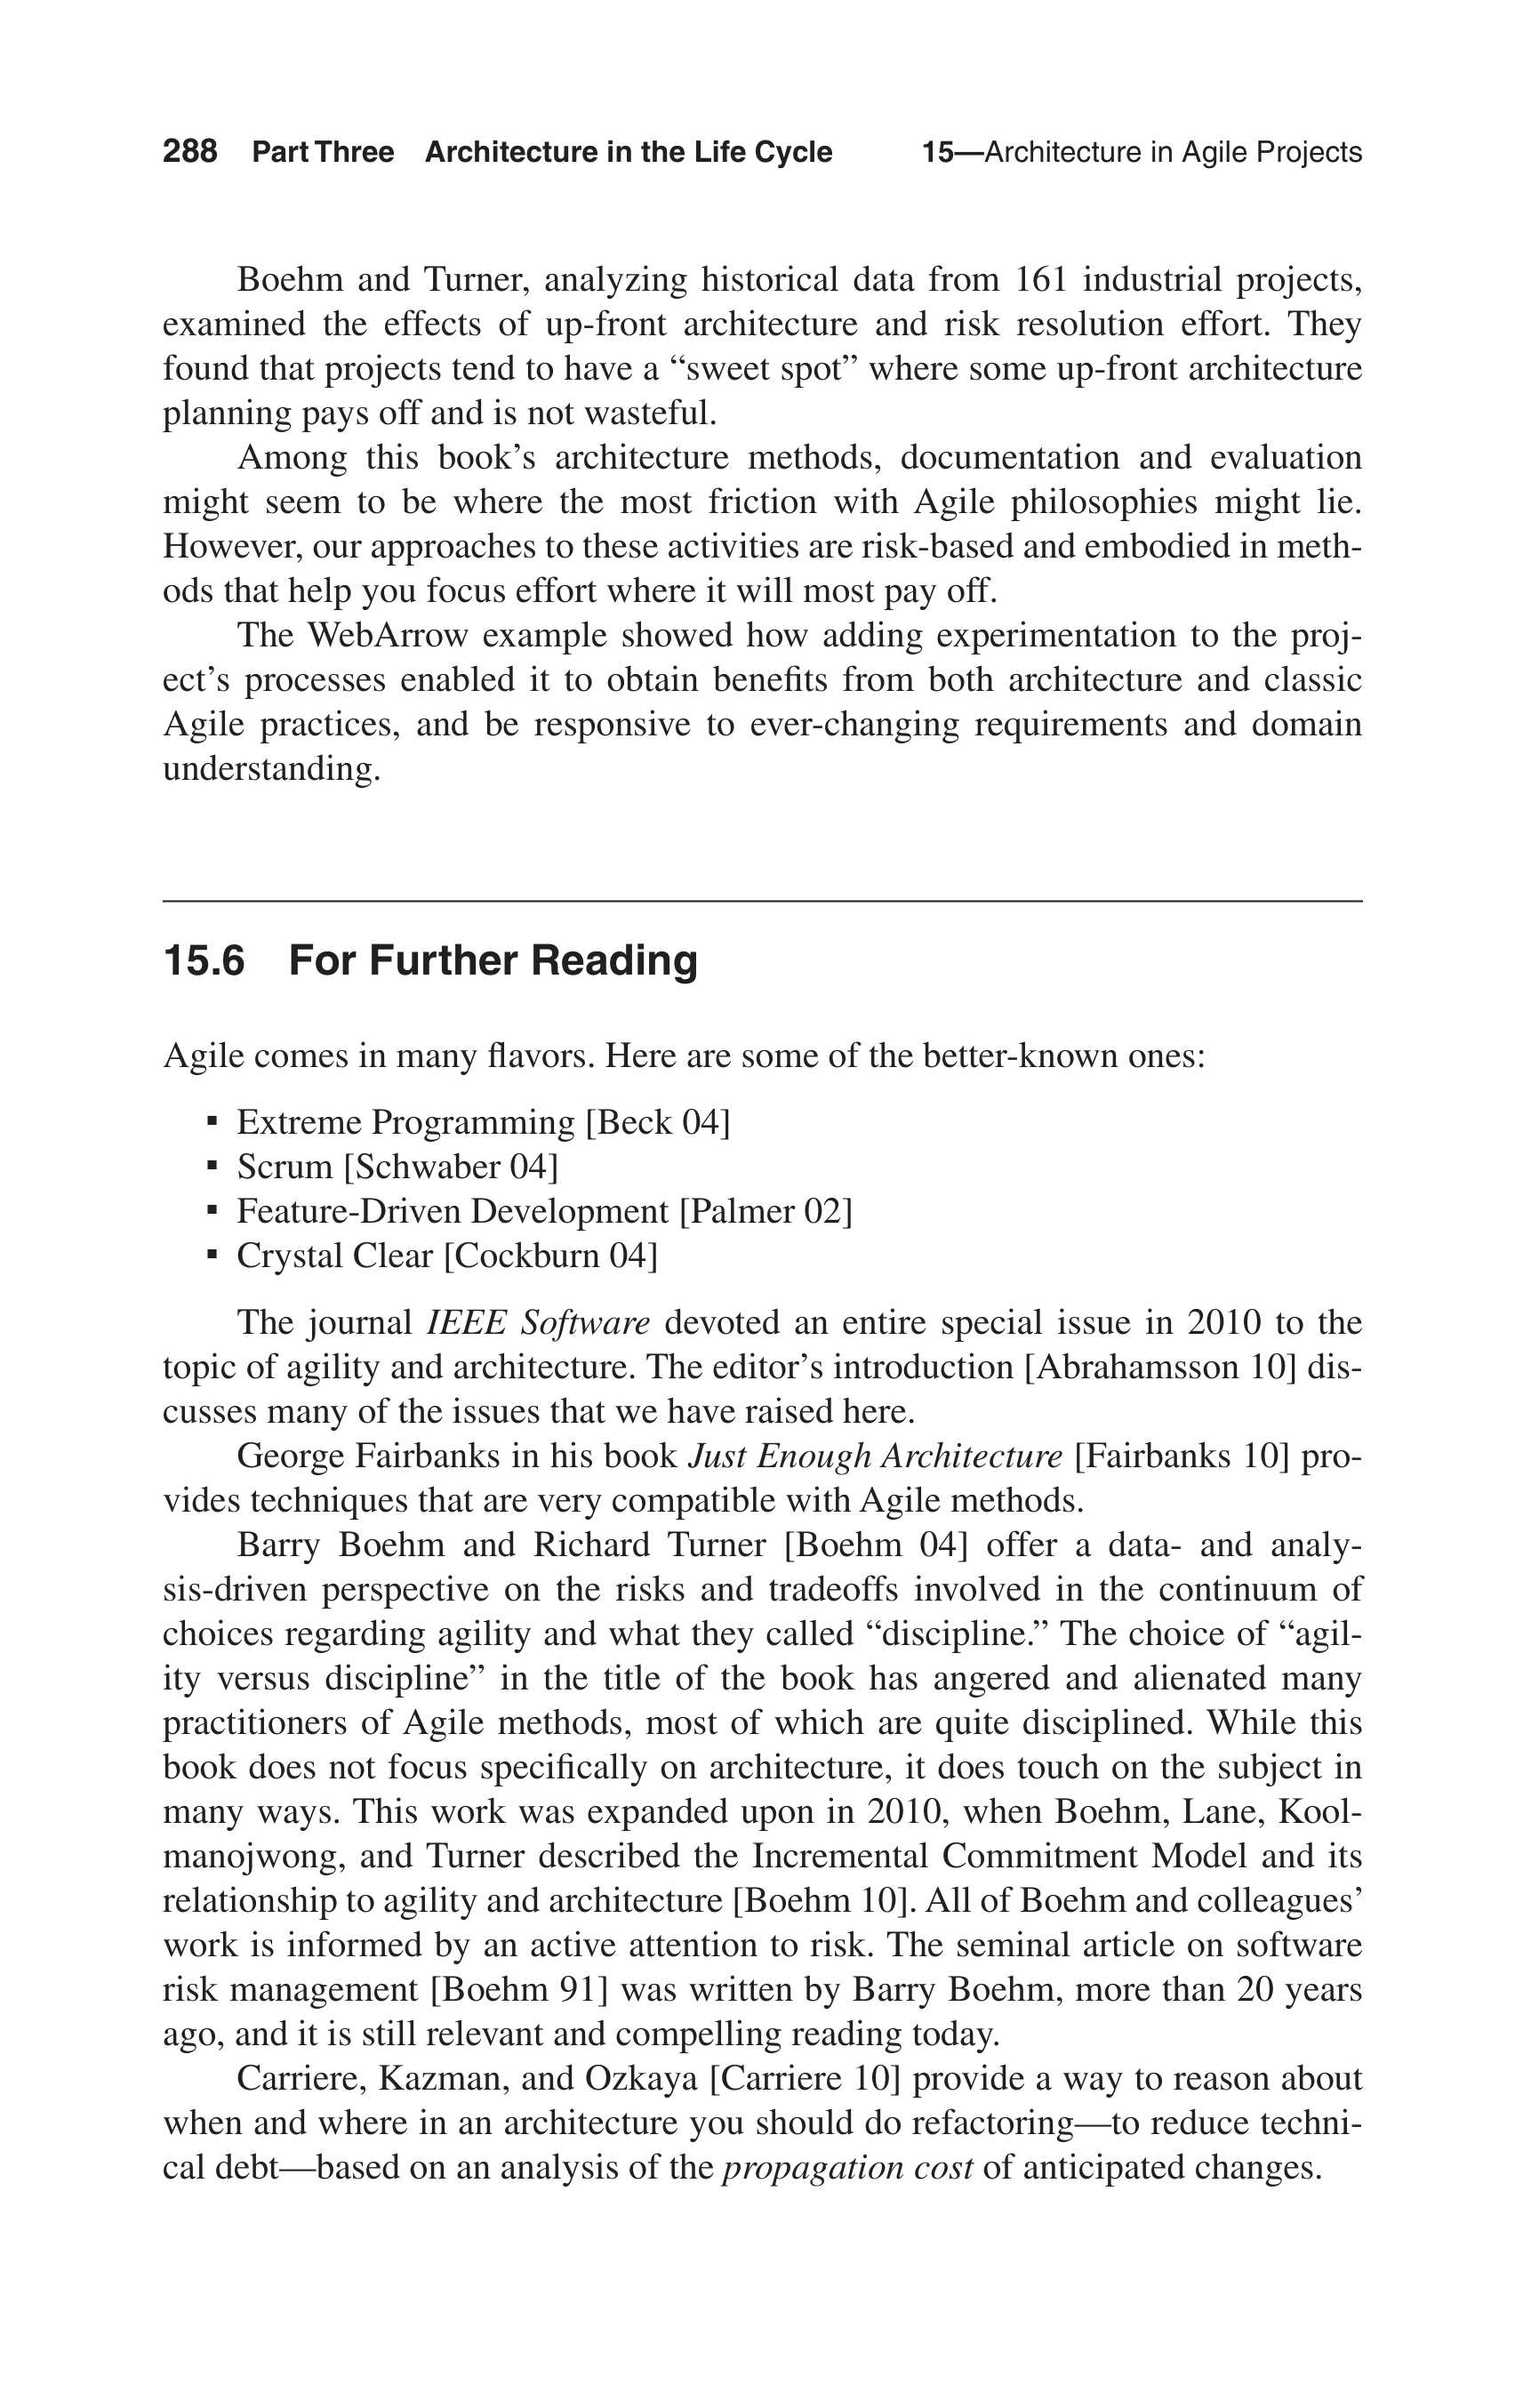 288 Part Three Architecture in the Life Cycle 15—Architecture in Agile Projects
Boehm and Turner, analyzing historical data from 161 industrial projects,
examined the effects of up-front architecture and risk resolution effort. They
found that projects tend to have a “sweet spot” where some up-front architecture
planning pays off and is not wasteful.
Among this book’s architecture methods, documentation and evaluation
might seem to be where the most friction with Agile philosophies might lie.
However, our approaches to these activities are risk-based and embodied in meth-
ods that help you focus effort where it will most pay off.
The WebArrow example showed how adding experimentation to the proj-
ect’s processes enabled it to obtain benefits from both architecture and classic
Agile practices, and be responsive to ever-changing requirements and domain
understanding.
15.6 For Further Reading
Agile comes in many flavors. Here are some of the better-known ones:
▪ Extreme Programming [Beck 04]
▪ Scrum [Schwaber 04]
▪ Feature-Driven Development [Palmer 02]
▪ Crystal Clear [Cockburn 04]
The journal IEEE Software devoted an entire special issue in 2010 to the
topic of agility and architecture. The editor’s introduction [Abrahamsson 10] dis-
cusses many of the issues that we have raised here.
George Fairbanks in his book Just Enough Architecture [Fairbanks 10] pro-
vides techniques that are very compatible with Agile methods.
Barry Boehm and Richard Turner [Boehm 04] offer a data- and analy-
sis-driven perspective on the risks and tradeoffs involved in the continuum of
choices regarding agility and what they called “discipline.” The choice of “agil-
ity versus discipline” in the title of the book has angered and alienated many
practitioners of Agile methods, most of which are quite disciplined. While this
book does not focus specifically on architecture, it does touch on the subject in
many ways. This work was expanded upon in 2010, when Boehm, Lane, Kool-
manojwong, and Turner described the Incremental Commitment Model and its
relationship to agility and architecture [Boehm 10]. All of Boehm and colleagues’
work is informed by an active attention to risk. The seminal article on software
risk management [Boehm 91] was written by Barry Boehm, more than 20 years
ago, and it is still relevant and compelling reading today.
Carriere, Kazman, and Ozkaya [Carriere 10] provide a way to reason about
when and where in an architecture you should do refactoring—to reduce techni-
cal debt—based on an analysis of the propagation cost of anticipated changes.